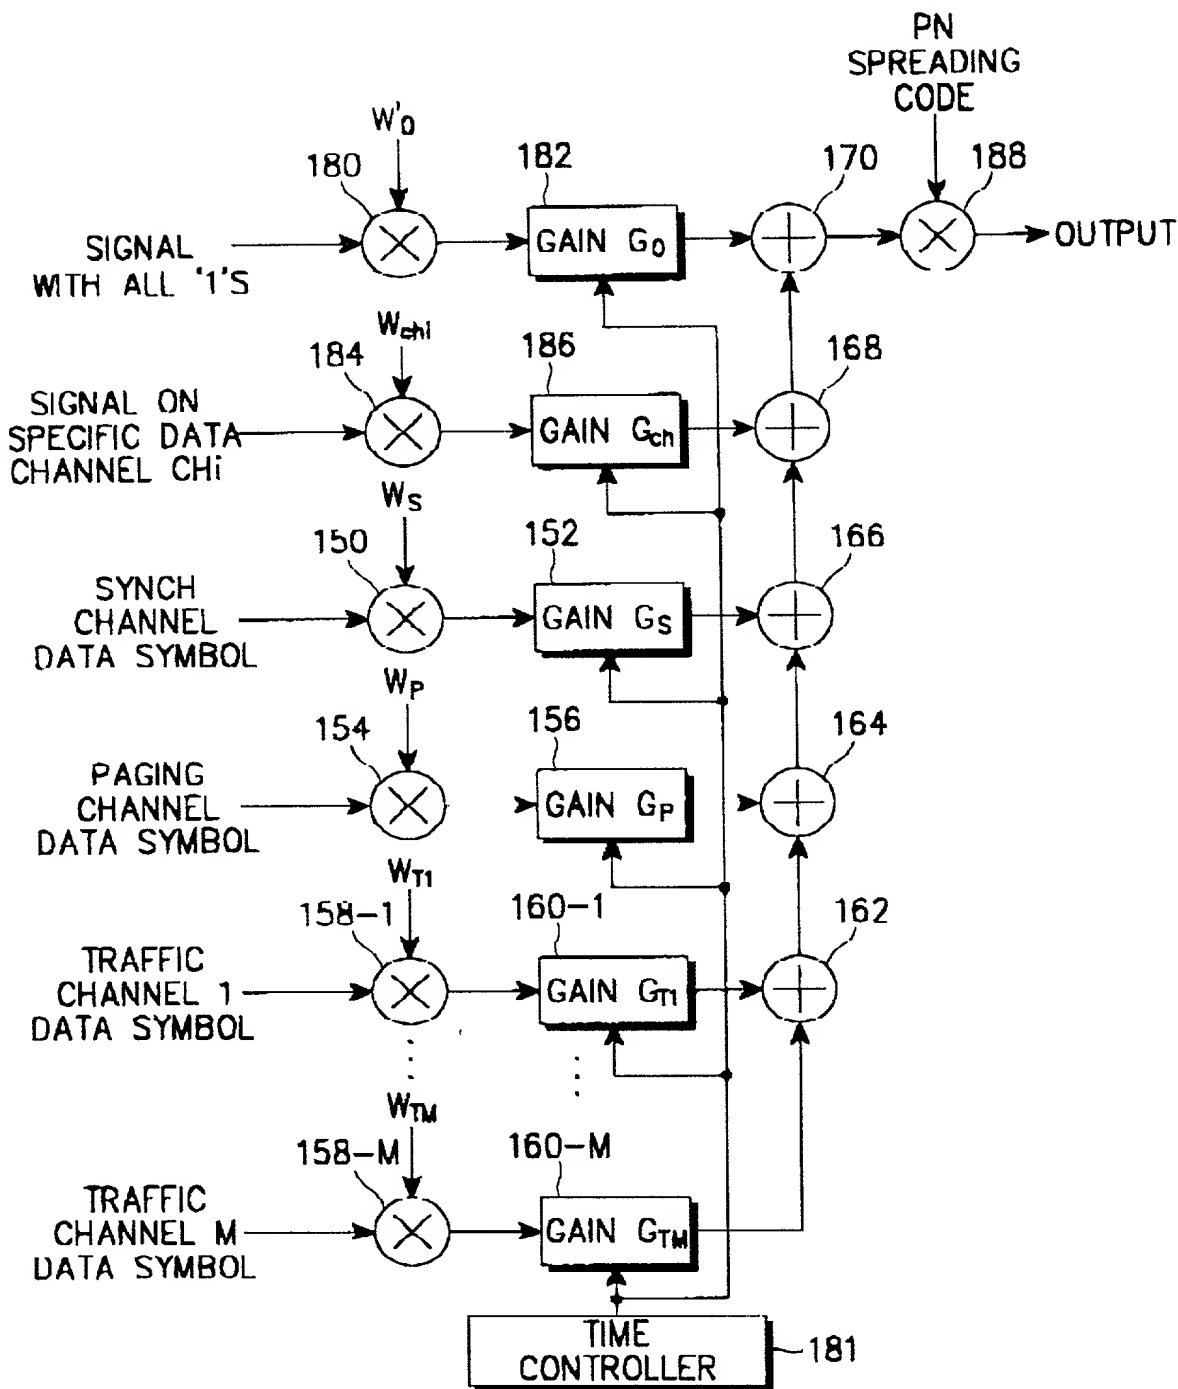 PN
SPREADING
CODE
W'0
180
182
170
188
SIGNAL
WITH ALL '1'S
GAIN G0
OUTPUT
Wchi
184
186
168
SIGNAL ON
SPECIFIC DATA
CHANNEL CHi
GAIN Gch
WS
150
152
166
SYNCH
CHANNEL
DATA SYMBOL
GAIN GS
WP
154
156
164
PAGING
CHANNEL
DATA SYMBOL
GAIN GP
WT1
158-1
160-1
162
TRAFFIC
CHANNEL 1
DATA SYMBOL
GAIN GT1
WTM
158-M
160-M
TRAFFIC
CHANNEL M
DATA SYMBOL
GAIN GTM
TIME
CONTROLLER
181